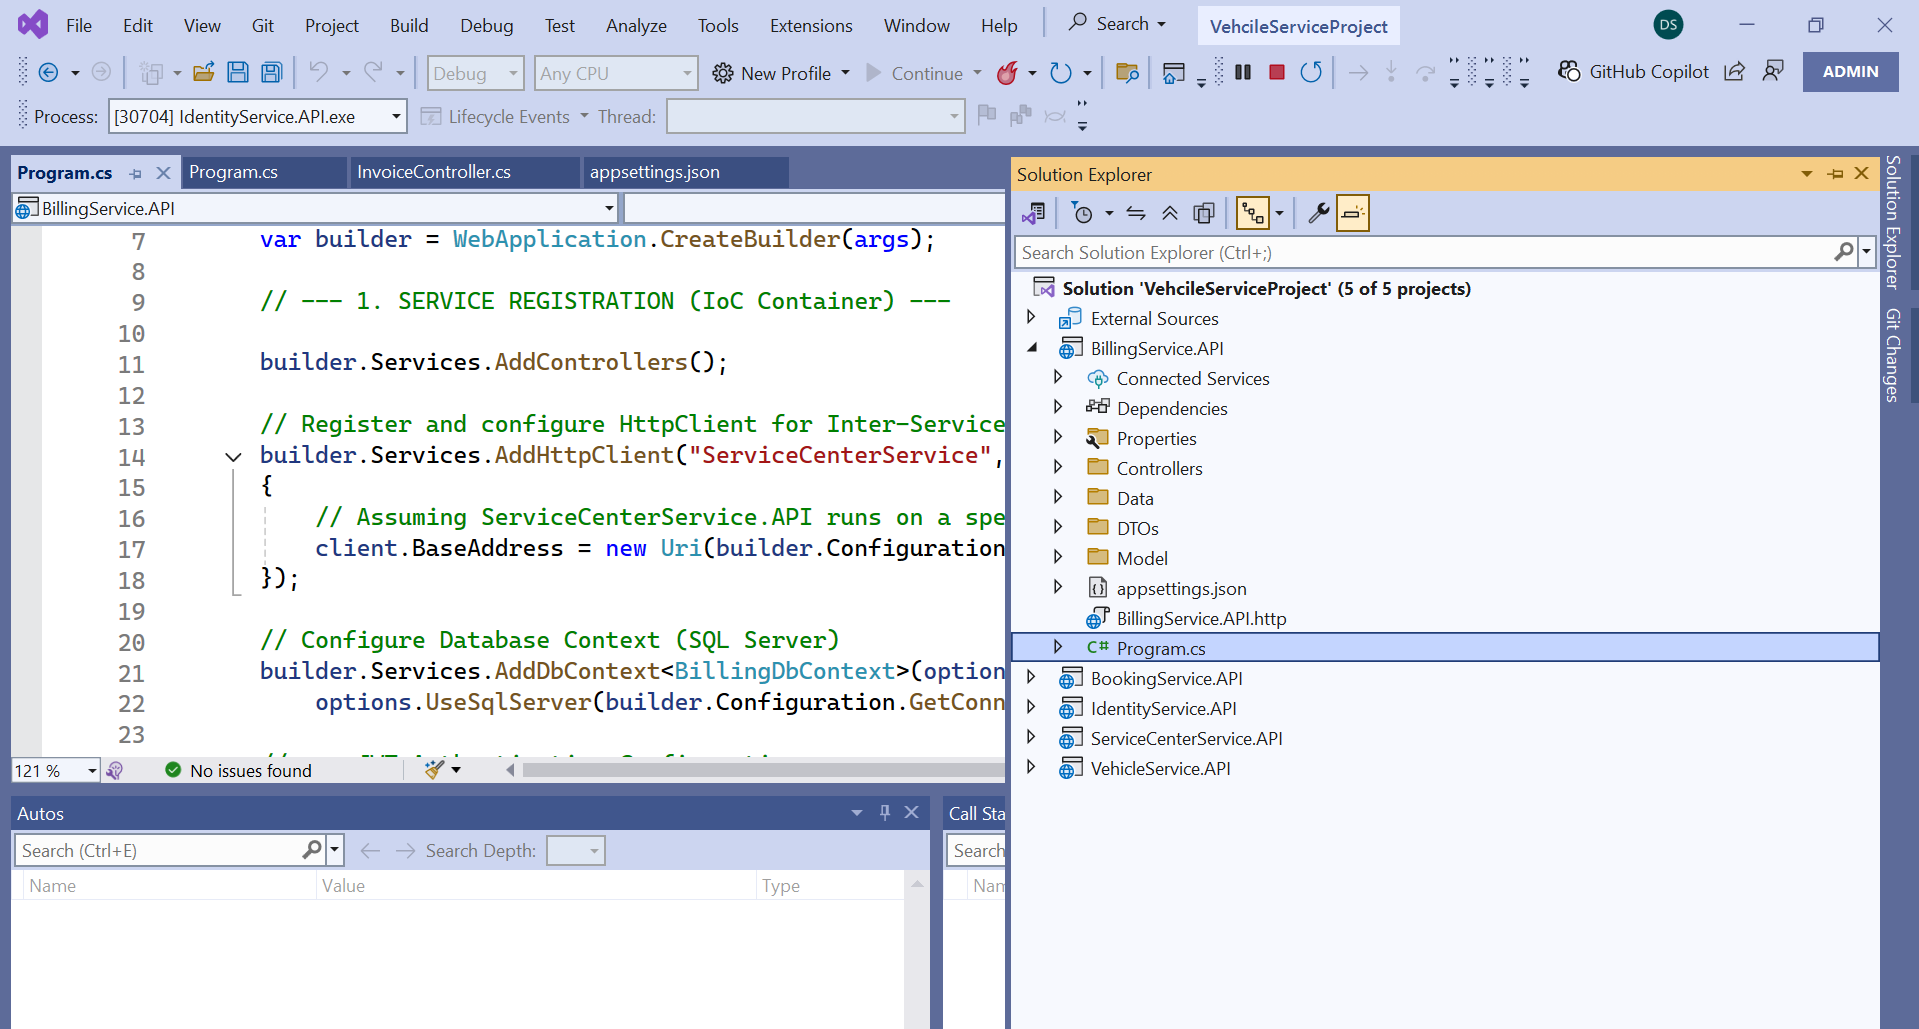 File Edit View Git Project Build Debug Test Analyze Tools Extensions Window Help Search VehcileServiceProject DS
Debug Any CPU New Profile Continue GitHub Copilot ADMIN
Process: [30704] IdentityService.API.exe Lifecycle Events Thread:
Program.cs Program.cs InvoiceController.cs appsettings.json
BillingService.API
7 var builder = WebApplication.CreateBuilder(args);
8
9 // --- 1. SERVICE REGISTRATION (IoC Container) ---
10
11 builder.Services.AddControllers();
12
13 // Register and configure HttpClient for Inter-Service
14 builder.Services.AddHttpClient("ServiceCenterService",
15 {
16 // Assuming ServiceCenterService.API runs on a spe
17 client.BaseAddress = new Uri(builder.Configuration
18 });
19
20 // Configure Database Context (SQL Server)
21 builder.Services.AddDbContext<BillingDbContext>(option
22 options.UseSqlServer(builder.Configuration.GetConn
23
121 % No issues found
Autos
Search (Ctrl+E) Search Depth:
Name Value Type
Call Sta
Search
Nam
Solution Explorer
Search Solution Explorer (Ctrl+;)
Solution 'VehcileServiceProject' (5 of 5 projects)
External Sources
BillingService.API
Connected Services
Dependencies
Properties
Controllers
Data
DTOs
Model
appsettings.json
BillingService.API.http
C# Program.cs
BookingService.API
IdentityService.API
ServiceCenterService.API
VehicleService.API
Solution Explorer
Git Changes